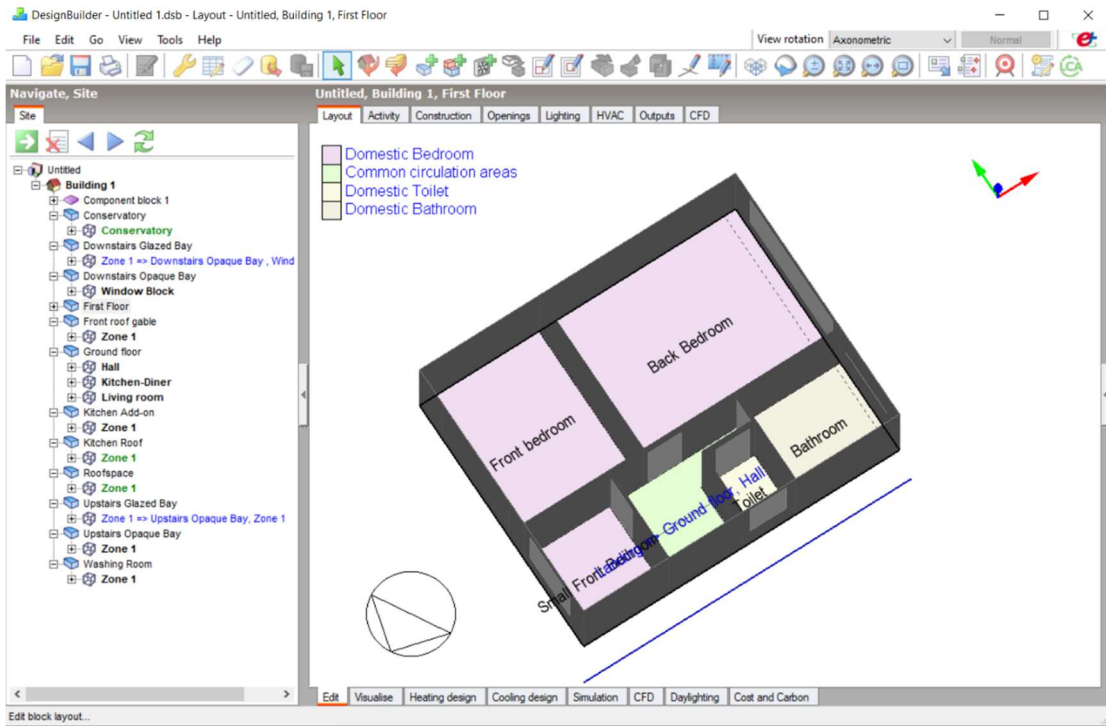 DesignBuilder - Untitled 1.dsb - Layout - Untitled, Building 1, First Floor
File Edit Go View Tools Help
View rotation Axonometric Normal
Navigate, Site
Site
Untitled
Building 1
Component block 1
Conservatory
Conservatory
Downstairs Glazed Bay
Zone 1 => Downstairs Opaque Bay , Wind
Downstairs Opaque Bay
Window Block
First Floor
Front roof gable
Zone 1
Ground floor
Hall
Kitchen-Diner
Living room
Kitchen Add-on
Zone 1
Kitchen Roof
Zone 1
Roofspace
Zone 1
Upstairs Glazed Bay
Zone 1 => Upstairs Opaque Bay, Zone 1
Upstairs Opaque Bay
Zone 1
Washing Room
Zone 1
Untitled, Building 1, First Floor
Layout Activity Construction Openings Lighting HVAC Outputs CFD
Domestic Bedroom
Common circulation areas
Domestic Toilet
Domestic Bathroom
Back Bedroom
Front bedroom
Bathroom
Toilet
Small Front Bedroom
Ground floor, Hall
Edit Visualise Heating design Cooling design Simulation CFD Daylighting Cost and Carbon
Edit block layout...